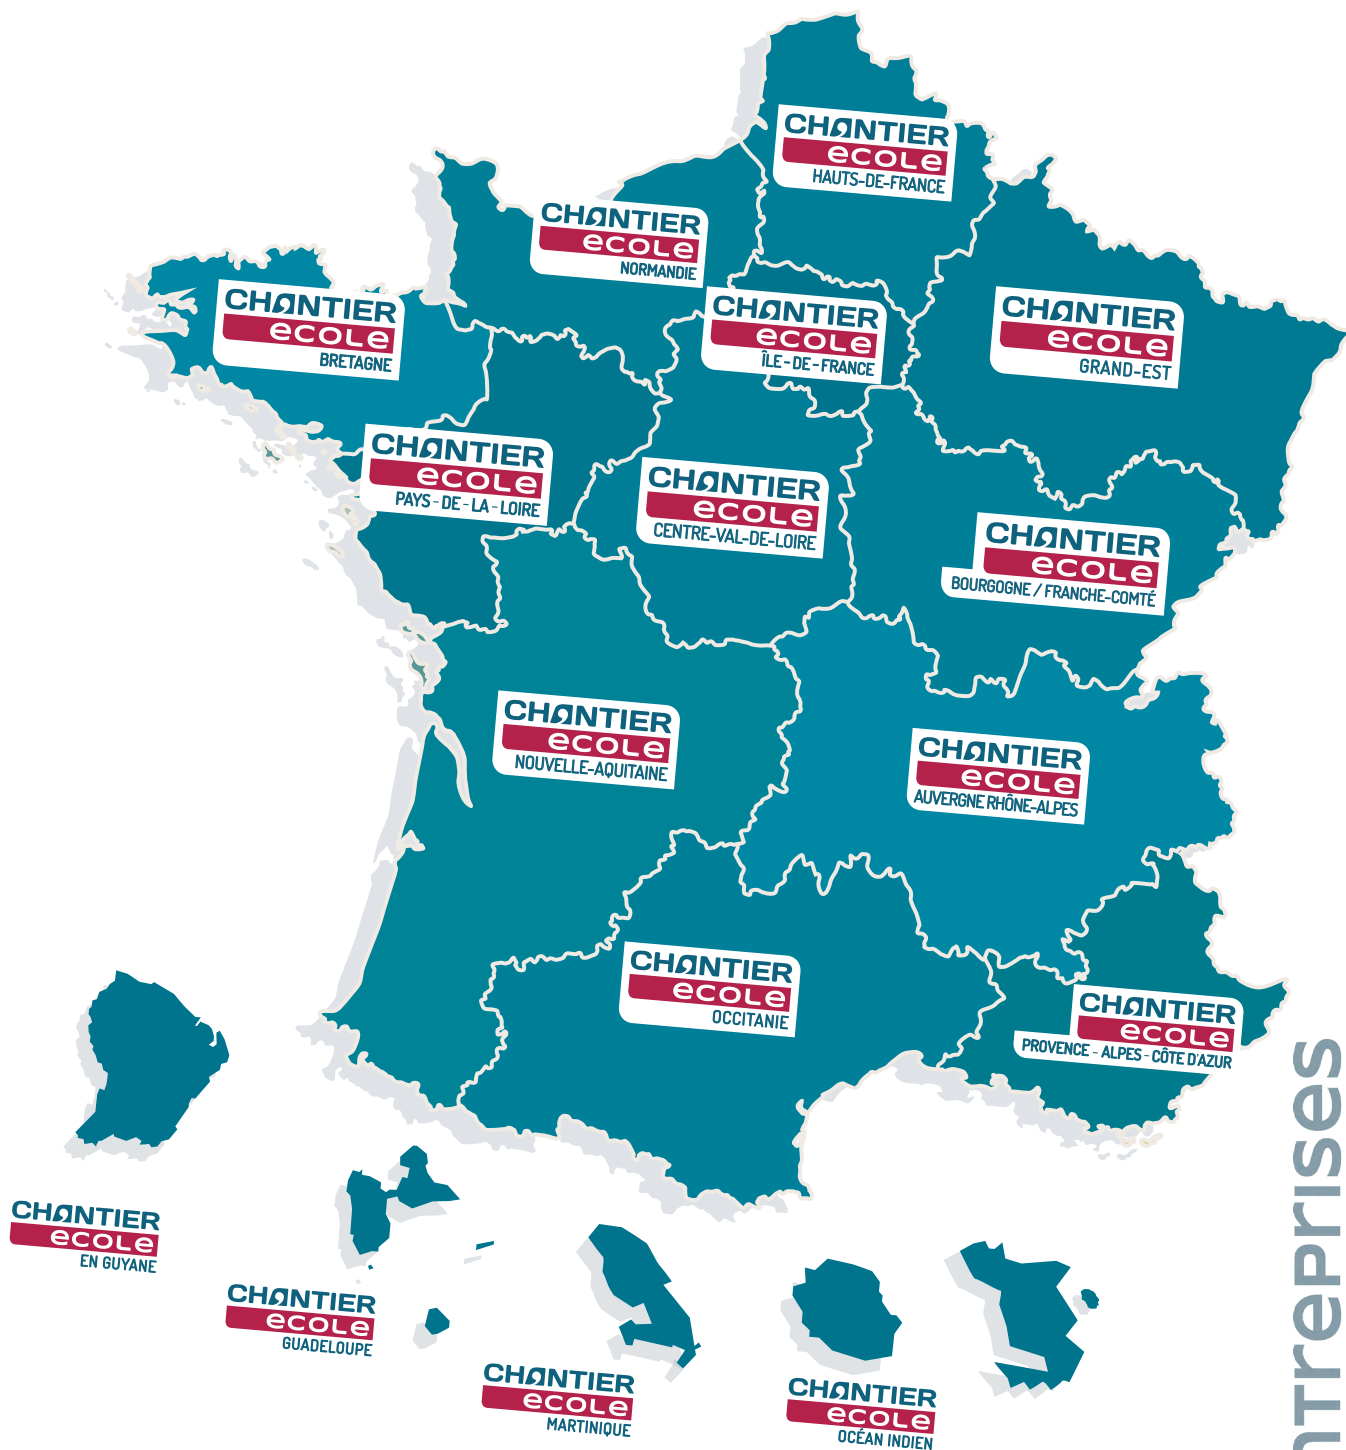 CHANTIER
ecole
HAUTS-DE-FRANCE
CHANTIER
ecole
NORMANDIE
CHANTIER
ecole
BRETAGNE
CHANTIER
ecole
ÎLE-DE-FRANCE
CHANTIER
ecole
GRAND-EST
CHANTIER
ecole
PAYS-DE-LA-LOIRE
CHANTIER
ecole
CENTRE-VAL-DE-LOIRE
CHANTIER
ecole
BOURGOGNE / FRANCHE-COMTÉ
CHANTIER
ecole
NOUVELLE-AQUITAINE
CHANTIER
ecole
AUVERGNE RHÔNE-ALPES
CHANTIER
ecole
OCCITANIE
CHANTIER
ecole
PROVENCE - ALPES - CÔTE D'AZUR
CHANTIER
ecole
EN GUYANE
CHANTIER
ecole
GUADELOUPE
CHANTIER
ecole
MARTINIQUE
CHANTIER
ecole
OCÉAN INDIEN
ntreprises